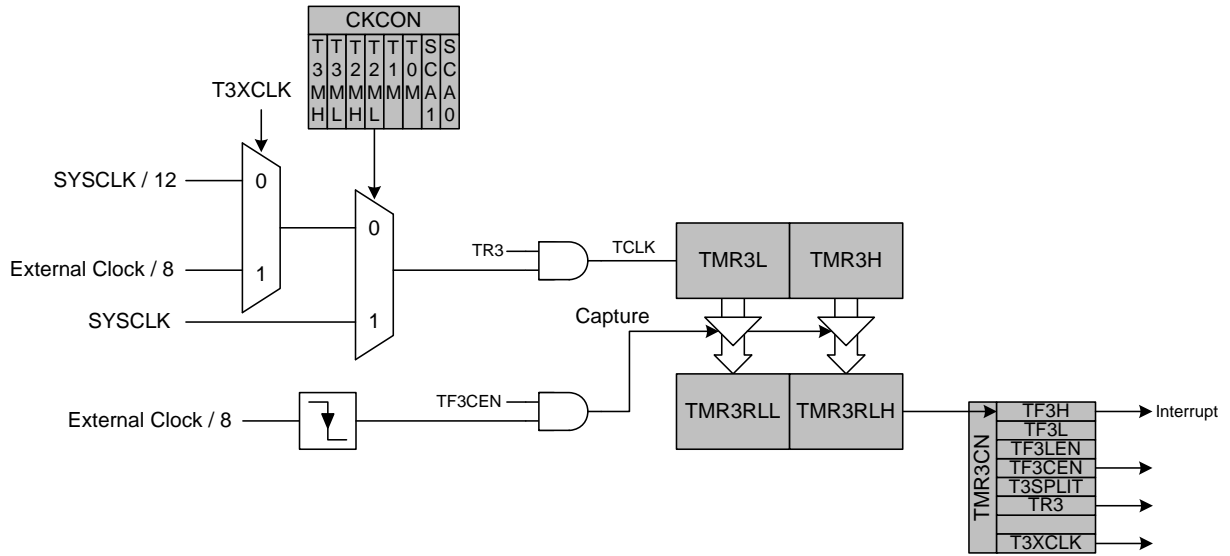 CKCON
T3MH
T3ML
T2MH
T2ML
T1M
T0M
SCA1
SCA0
T3XCLK
SYSCLK / 12
0
External Clock / 8
1
SYSCLK
0
1
TR3
TCLK
TMR3L
TMR3H
Capture
External Clock / 8
TF3CEN
TMR3RLL
TMR3RLH
TMR3CN
TF3H
Interrupt
TF3L
TF3LEN
TF3CEN
T3SPLIT
TR3
T3XCLK